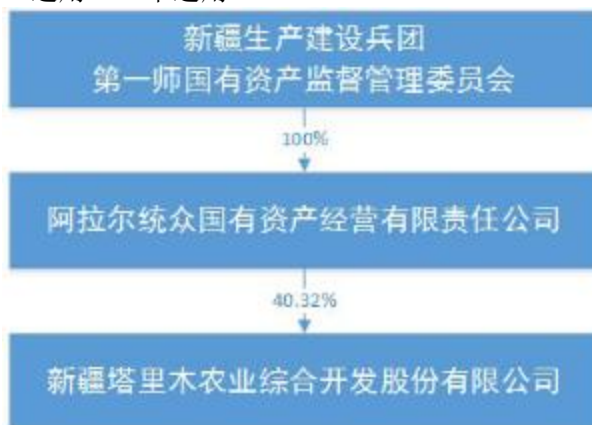 新疆生产建设兵团
第一师国有资产监督管理委员会
100%
阿拉尔统众国有资产经营有限责任公司
40.32%
新疆塔里木农业综合开发股份有限公司